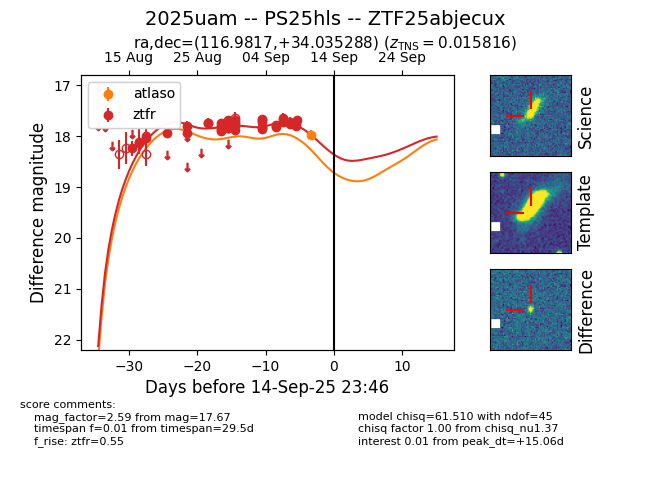 2025uam -- PS25hls -- ZTF25abjecux
ra,dec=(116.9817,+34.035288) (zTNS = 0.015816)
15 Aug 25 Aug 04 Sep 14 Sep 24 Sep
atlaso
ztfr
17
18
19
20
21
22
Difference magnitude
−30 −20 −10 0 10
Days before 14-Sep-25 23:46
Science
Template
Difference
score comments:
mag_factor=2.59 from mag=17.67
timespan f=0.01 from timespan=29.5d
f_rise: ztfr=0.55
model chisq=61.510 with ndof=45
chisq factor 1.00 from chisq_nu1.37
interest 0.01 from peak_dt=+15.06d